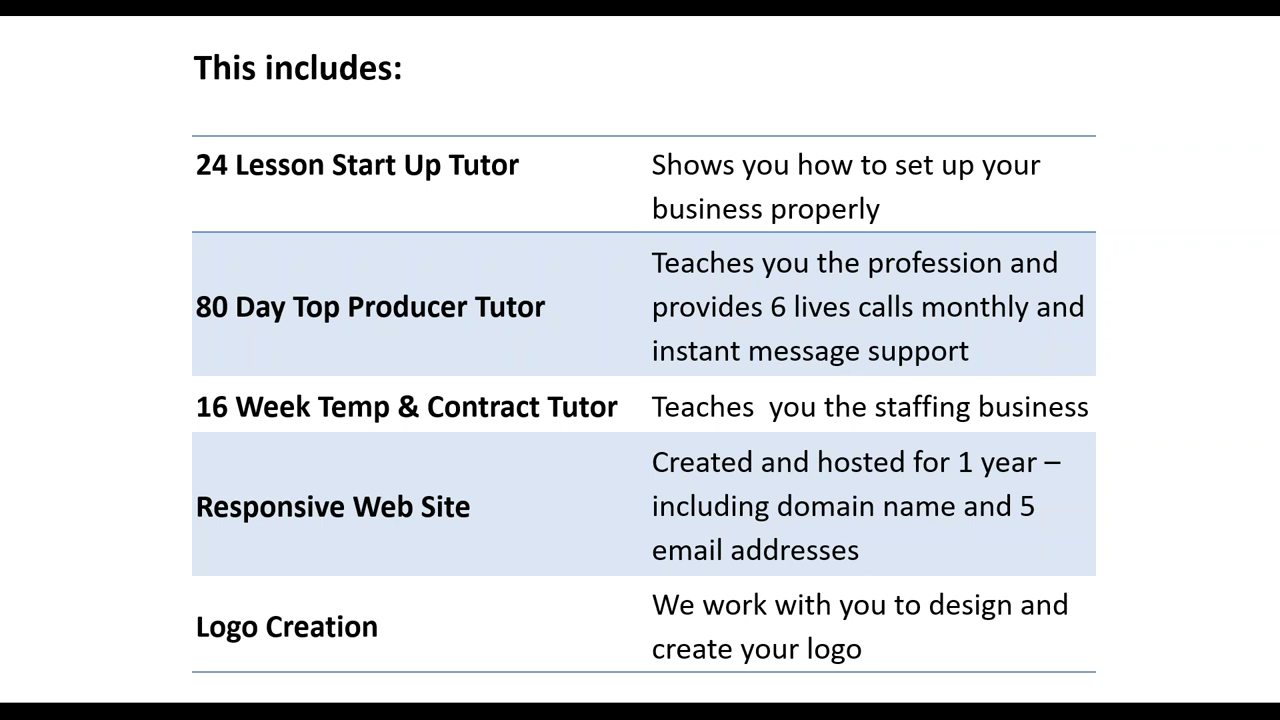 This includes:
24 Lesson Start Up Tutor
Shows you how to set up your
business properly
80 Day Top Producer Tutor
Teaches you the profession and
provides 6 lives calls monthly and
instant message support
16 Week Temp & Contract Tutor
Teaches  you the staffing business
Responsive Web Site
Created and hosted for 1 year –
including domain name and 5
email addresses
Logo Creation
We work with you to design and
create your logo